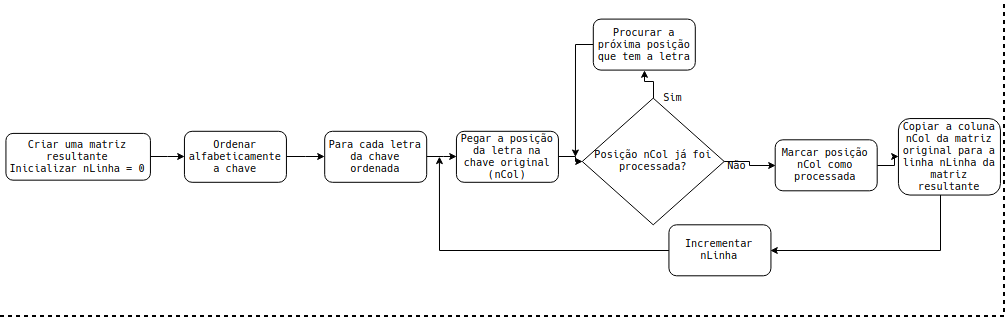 Criar uma matriz
resultante
Inicializar nLinha = 0
Ordenar
alfabeticamente
a chave
Para cada letra
da chave
ordenada
Pegar a posição
da letra na
chave original
(nCol)
Procurar a
próxima posição
que tem a letra
Sim
Posição nCol já foi
processada?
Não
Marcar posição
nCol como
processada
Copiar a coluna
nCol da matriz
original para a
linha nLinha da
matriz
resultante
Incrementar
nLinha